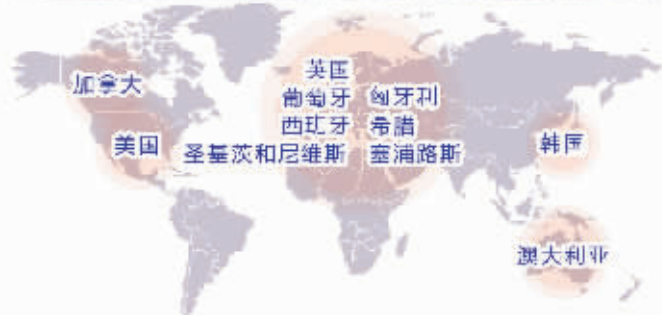 加拿大
英国
葡萄牙 匈牙利
西班牙 希腊
美国
圣基茨和尼维斯 塞浦路斯
韩国
澳大利亚